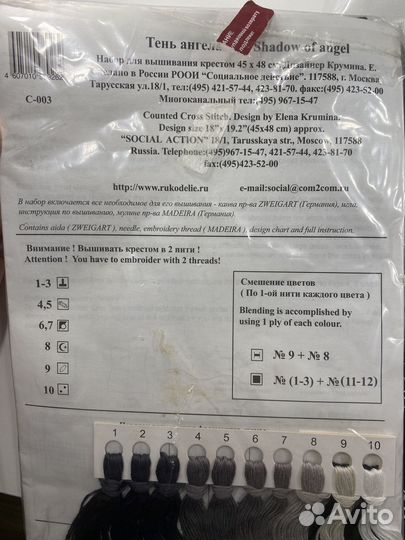 Тень ангела Shadow of angel
Набор для вышивания крестом 45 х 48 см. Дизайнер Крумина. Е.
Сделано в России РООИ “Социальное действие”. 117588, г. Москва
Тарусская ул.18/1, тел:(495) 421-57-44, 423-81-70. факс:(495) 423-52-00
Многоканальный тел:(495) 967-15-47
С-003
Counted Cross Stitch. Design by Elena Krumina.
Design size 18"x 19.2"(45x48 cm) approx.
“SOCIAL ACTION” 18/1, Tarusskaya str., Moscow, 117588
Russia. Telephone:(495)967-15-47, 421-57-44, 423-81-70
fax:(495)423-52-00
http://www.rukodelie.ru e-mail:social@com2com.ru
В набор включается все необходимое для его вышивания - канва пр-ва ZWEIGART (Германия), игла.
инструкция по вышиванию, мулине пр-ва MADEIRA (Германия).
Contains aida ( ZWEIGART ), needle, embroidery thread ( MADEIRA ), design chart and full instruction.
Внимание ! Вышивать крестом в 2 нити !
Attention ! You have to embroider with 2 threads!
1-3
4,5
6,7
8
9
10
Смешение цветов
( По 1-ой нити каждого цвета )
Blending is accomplished by
using 1 ply of each colour.
№ 9 + № 8
№ (1-3) + №(11-12)
1 2 3 4 5 6 7 8 9 10
Avito